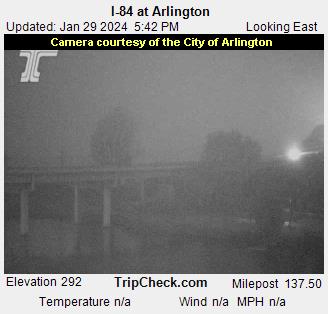 I-84 at Arlington
Updated: Jan 29 2024 5:42 PM Looking East
Camera courtesy of the City of Arlington
Elevation 292 TripCheck.com Milepost 137.50
Temperature n/a Wind n/a MPH n/a